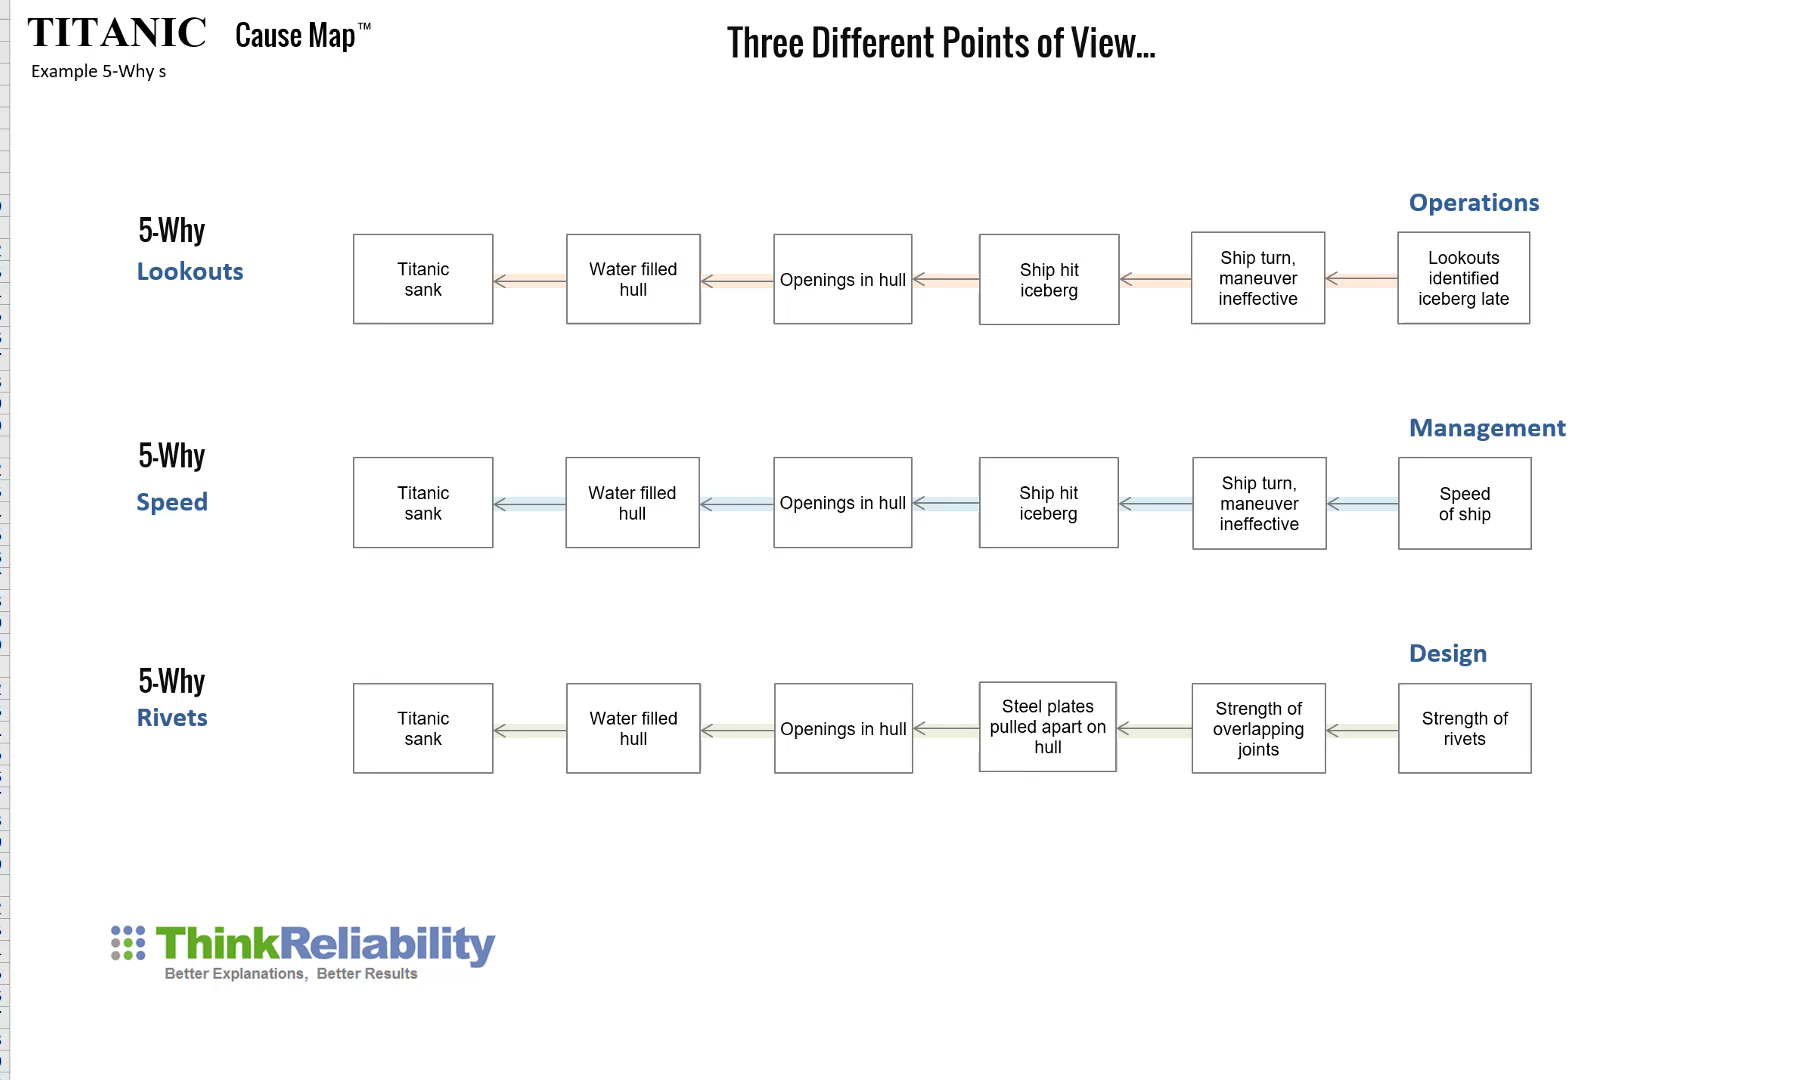 TITANIC Cause Map™
Example 5-Why s
Three Different Points of View...
Operations
5-Why
Lookouts
Titanic
sank
Water filled
hull
Openings in hull
Ship hit
iceberg
Ship turn,
maneuver
ineffective
Lookouts
identified
iceberg late
Management
5-Why
Speed
Titanic
sank
Water filled
hull
Openings in hull
Ship hit
iceberg
Ship turn,
maneuver
ineffective
Speed
of ship
Design
5-Why
Rivets
Titanic
sank
Water filled
hull
Openings in hull
Steel plates
pulled apart on
hull
Strength of
overlapping
joints
Strength of
rivets
ThinkReliability
Better Explanations, Better Results